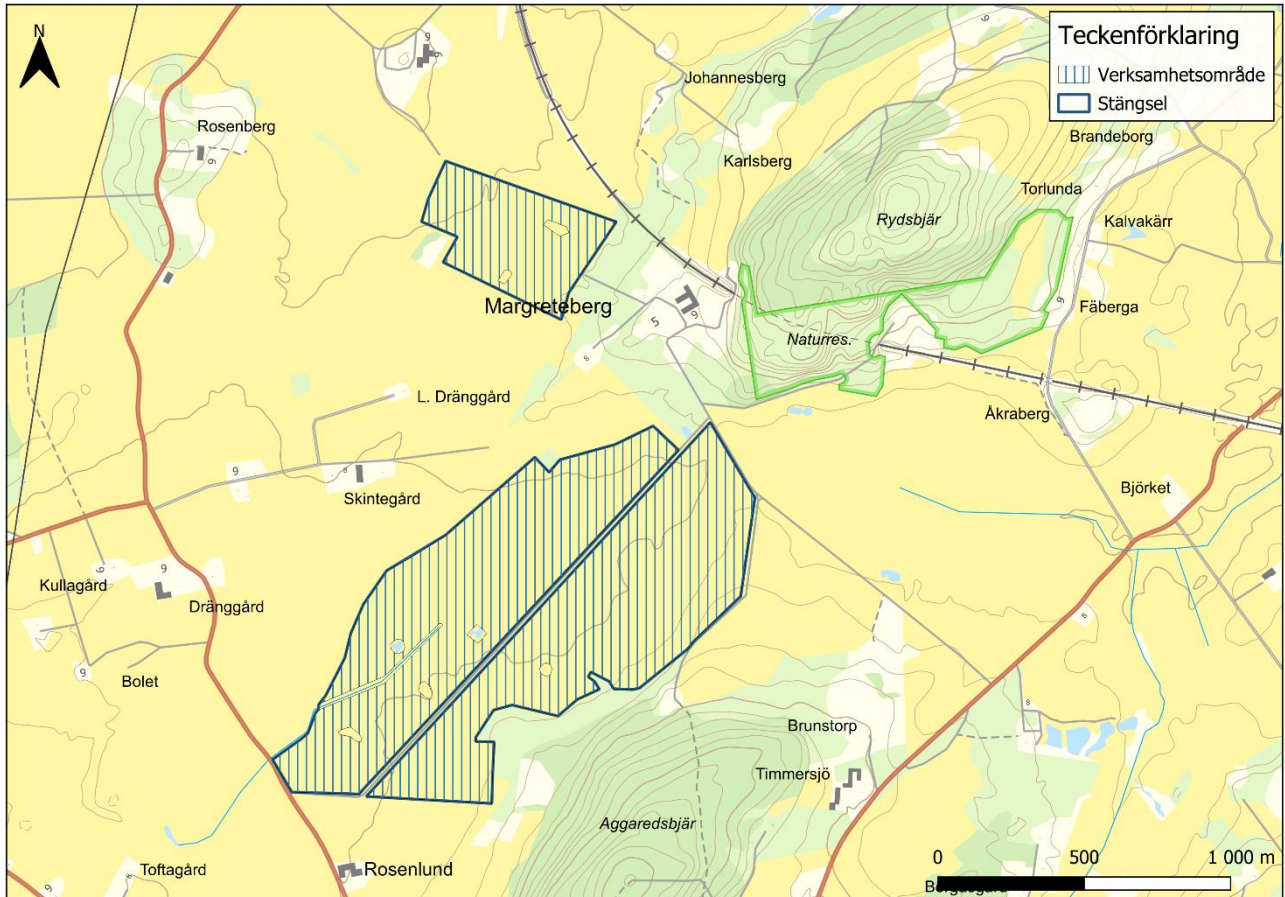 N
Teckenförklaring
Verksamhetsområde
Stängsel
Johannesberg
Rosenberg
Brandeborg
Karlsberg
Torlunda
Rydsbjär
Kalvakärr
Margreteberg
Fäberga
Naturres.
L. Dränggård
Åkraberg
Skintegård
Björket
Kullagård
Dränggård
Bolet
Brunstorp
Timmersjö
Aggaredsbjär
Toftagård
Rosenlund
0 500 1 000 m